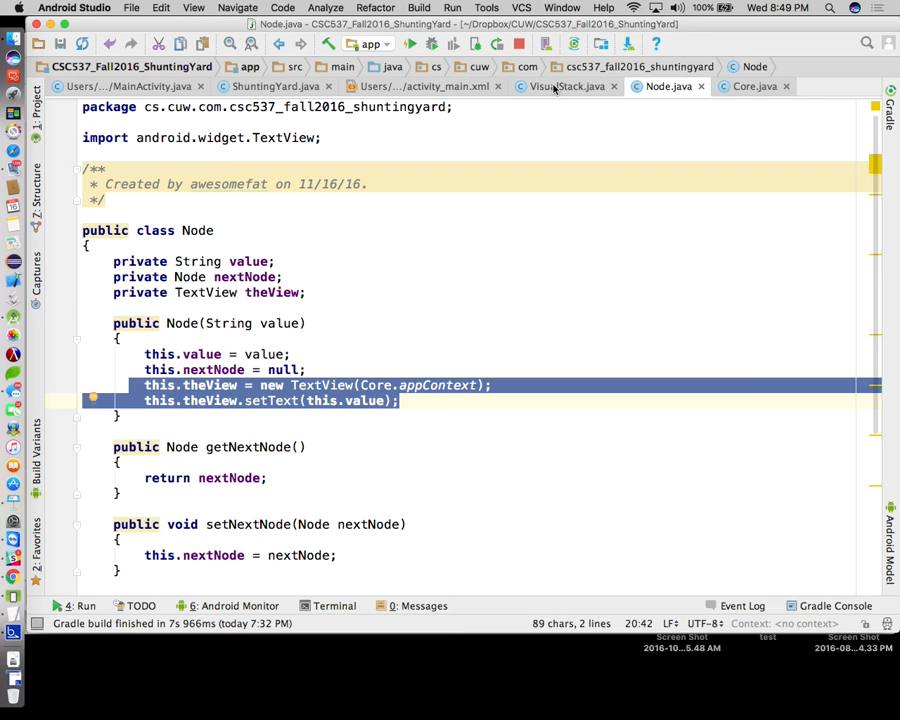 Android Studio File Edit View Navigate Code Analyze Refactor Build Run Tools VCS Window Help 100% Wed 8:49 PM
Node.java - CSC537_Fall2016_ShuntingYard - [~/Dropbox/CUW/CSC537_Fall2016_ShuntingYard]
app
CSC537_Fall2016_ShuntingYard app src main java cs cuw com csc537_fall2016_shuntingyard Node
Users/.../MainActivity.java ShuntingYard.java Users/.../activity_main.xml VisualStack.java Node.java Core.java
package cs.cuw.com.csc537_fall2016_shuntingyard;
import android.widget.TextView;
/**
* Created by awesomefat on 11/16/16.
*/
public class Node
{
private String value;
private Node nextNode;
private TextView theView;
public Node(String value)
{
this.value = value;
this.nextNode = null;
this.theView = new TextView(Core.appContext);
this.theView.setText(this.value);
}
public Node getNextNode()
{
return nextNode;
}
public void setNextNode(Node nextNode)
{
this.nextNode = nextNode;
}
1: Project
7: Structure
Captures
Build Variants
2: Favorites
Gradle
Android Model
4: Run TODO 6: Android Monitor Terminal 0: Messages Event Log Gradle Console
Gradle build finished in 7s 966ms (today 7:32 PM) 89 chars, 2 lines 20:42 LF÷ UTF-8÷ Context: <no context>
Screen Shot test Screen Shot
2016-10...5.48 AM 2016-08...4.33 PM